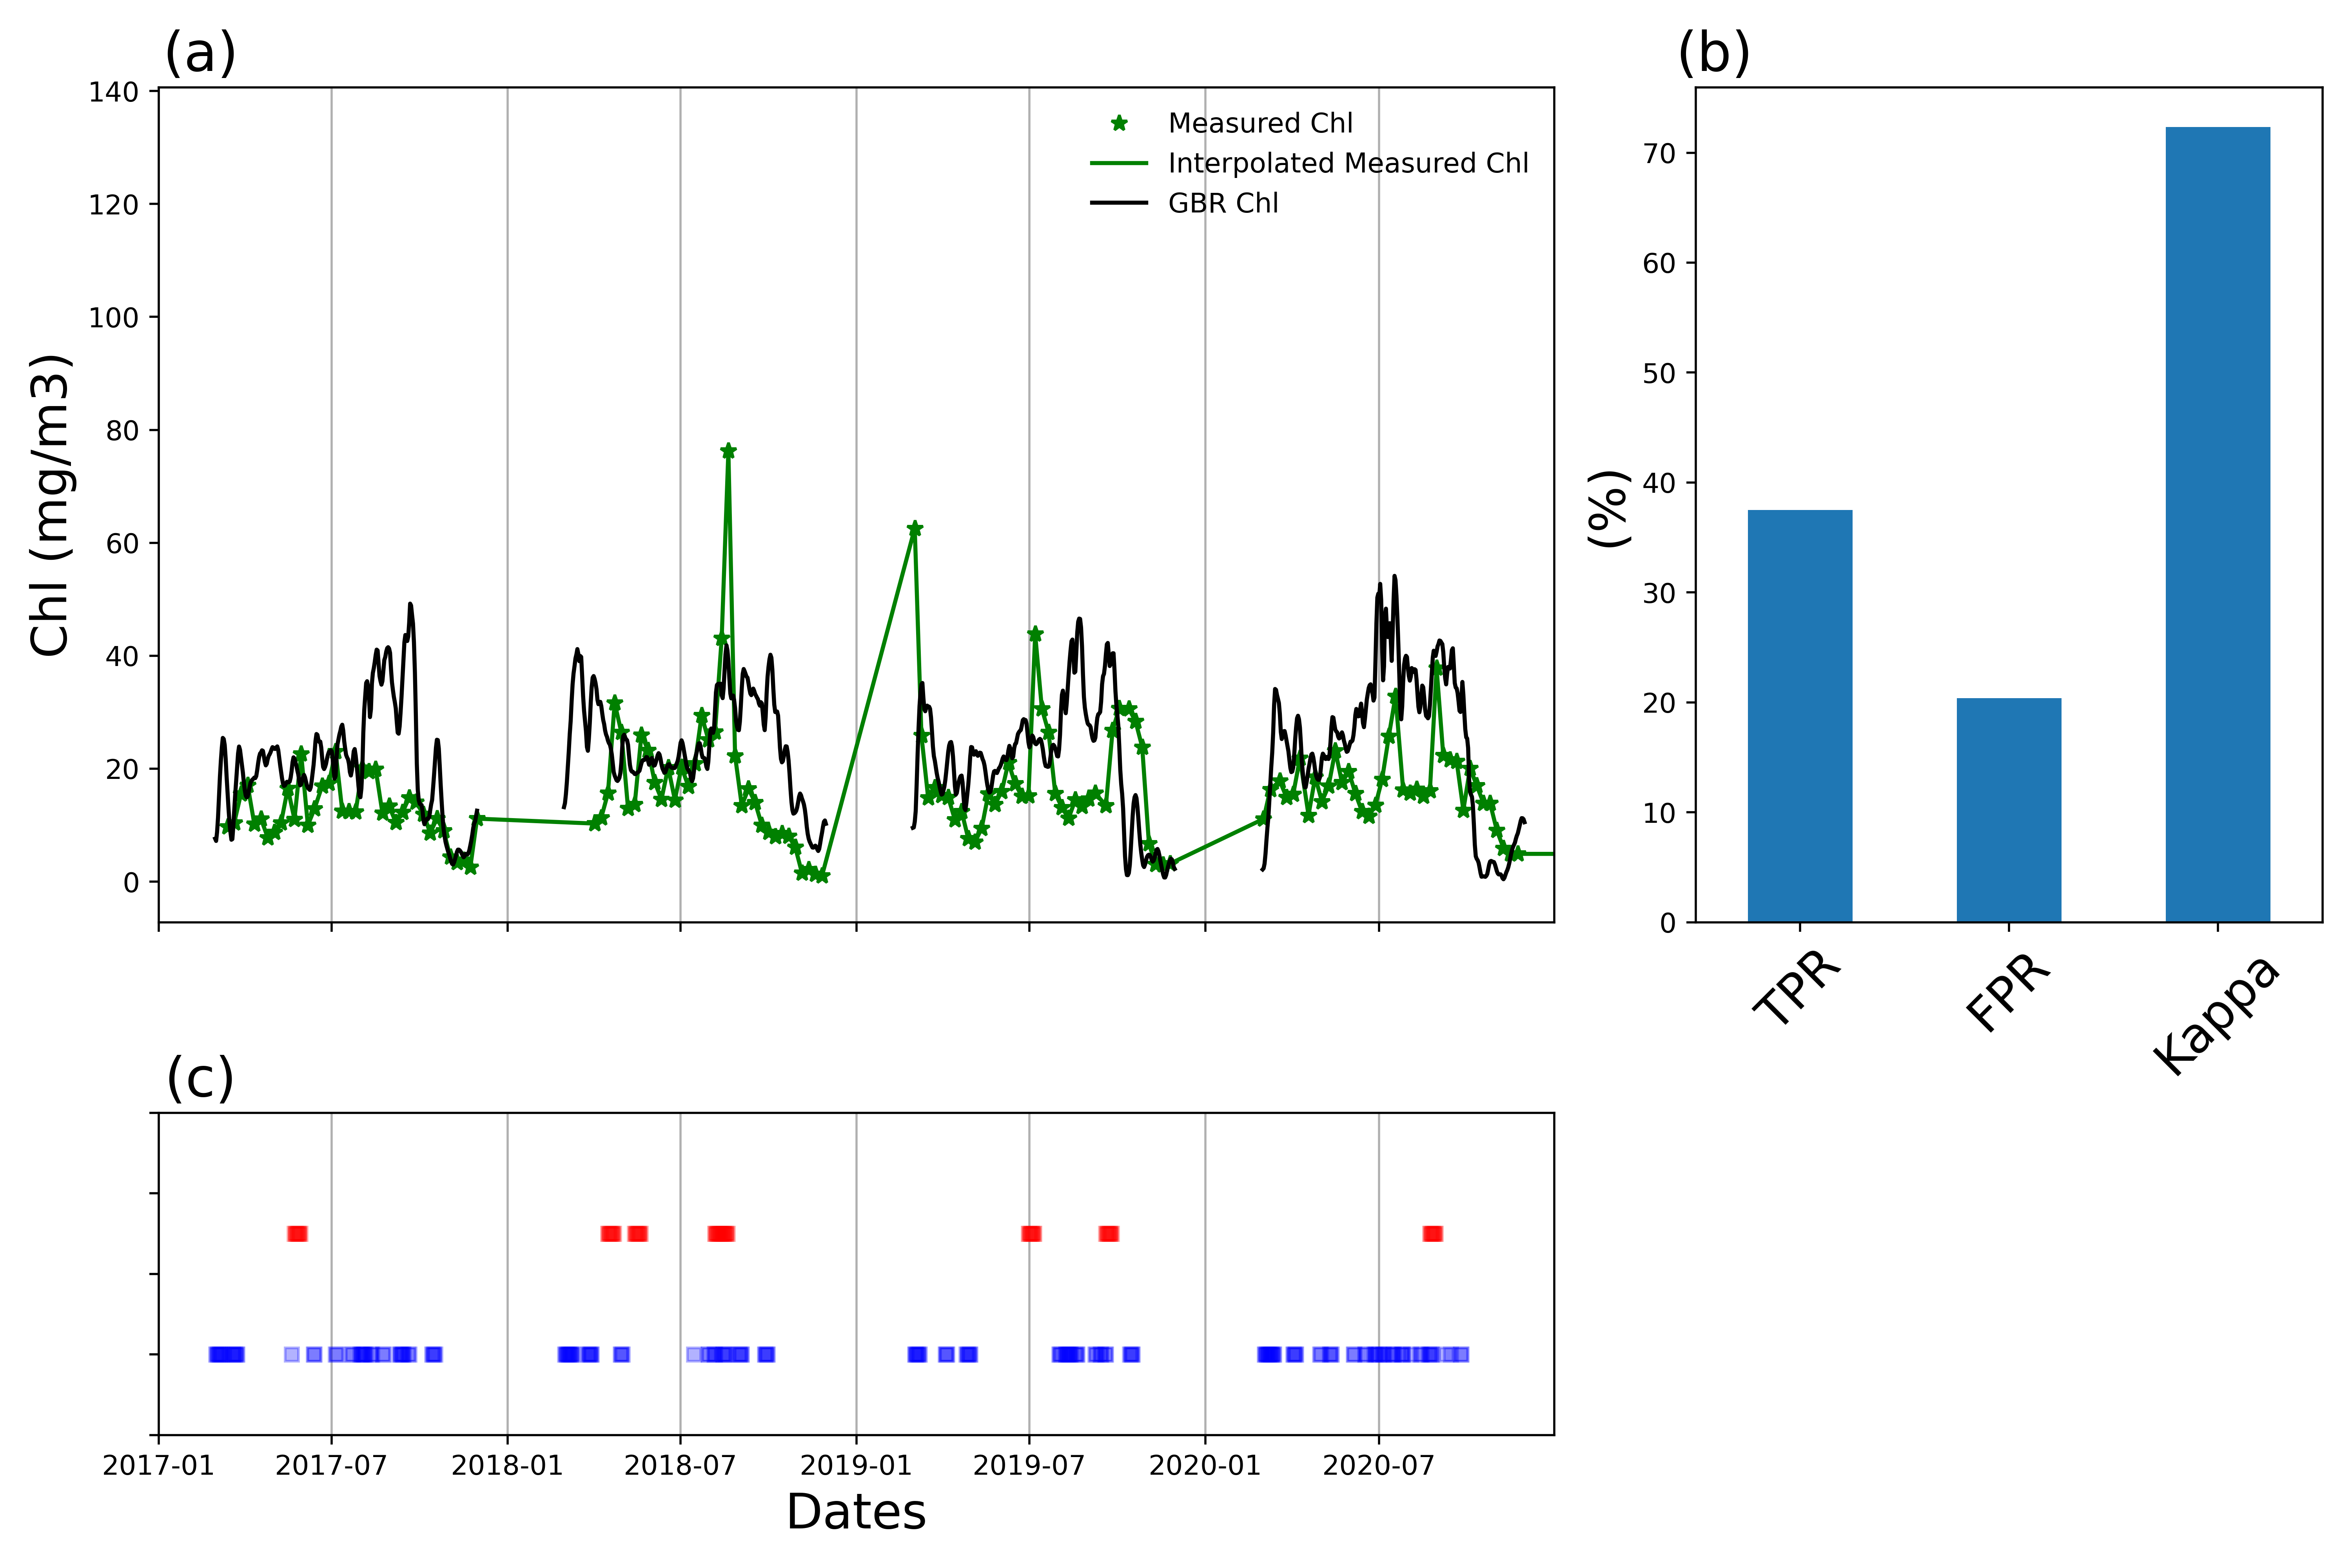 (a)
140
120
100
80
60
40
20
0
Chl (mg/m3)
Measured Chl
Interpolated Measured Chl
GBR Chl
(b)
70
60
50
40
30
20
10
0
(%)
TPR
FPR
Kappa
(c)
2017-01
2017-07
2018-01
2018-07
2019-01
2019-07
2020-01
2020-07
Dates